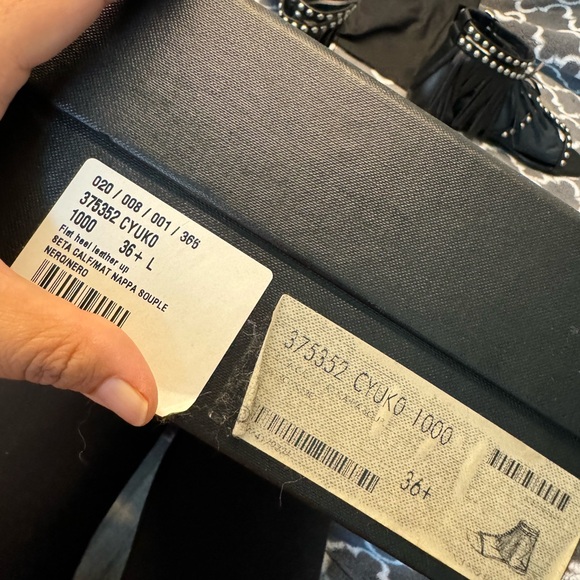 020 / 008 / 001 / 365
375352 CYUK0
1000 36+ L
Flat heel leather up
SETA CALF/MAT NAPPA SOUPLE
NERO/NERO
375352 CYUK0 1000
36+